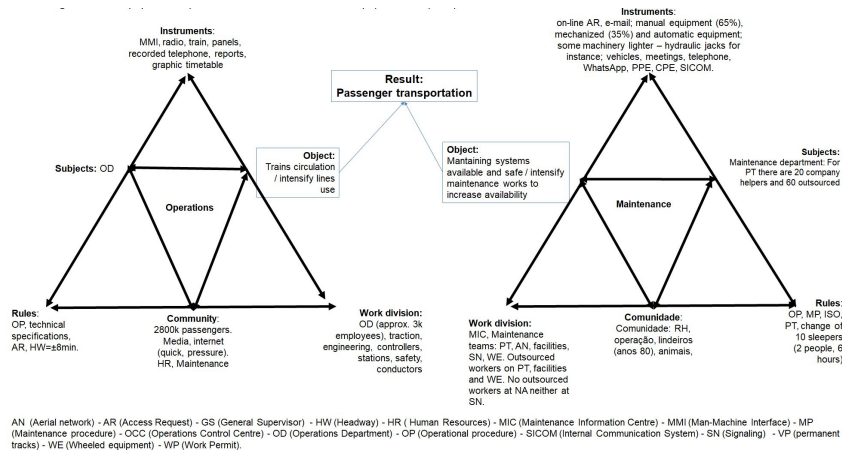 Instruments:
MMI, radio, train, panels,
recorded telephone, reports,
graphic timetable
Result:
Passenger transportation
Instruments:
on-line AR, e-mail; manual equipment (65%),
mechanized (35%) and automatic equipment;
some machinery lighter – hydraulic jacks for
instance; vehicles, meetings, telephone,
WhatsApp, PPE, CPE, SICOM.
Subjects: OD
Object:
Trains circulation
/ intensify lines
use
Operations
Object:
Mantaining systems
available and safe / intensify
maintenance works to
increase availability
Maintenance
Subjects:
Maintenance department: For
PT there are 20 company
helpers and 60 outsourced
Rules:
OP, technical
specifications,
AR, HW=±8min.
Community:
2800k passengers.
Media, internet
(quick, pressure).
HR, Maintenance
Work division:
OD (approx. 3k
employees), traction,
engineering, controllers,
stations, safety,
conductors
Work division:
MIC, Maintenance
teams: PT, AN, facilities,
SN, WE. Outsourced
workers on PT, facilities
and WE. No outsourced
workers at NA neither at
SN.
Comunidade:
Comunidade: RH,
operação, lindeiros
(anos 80), animais,
Rules:
OP, MP, ISO,
PT, change of
10 sleepers
(2 people, 6
hours)
AN (Aerial network) - AR (Access Request) - GS (General Supervisor) - HW (Headway) - HR ( Human Resources) - MIC (Maintenance Information Centre) - MMI (Man-Machine Interface) - MP
(Maintenance procedure) - OCC (Operations Control Centre) - OD (Operations Department) - OP (Operational procedure) - SICOM (Internal Communication System) - SN (Signaling) - VP (permanent
tracks) - WE (Wheeled equipment) - WP (Work Permit).